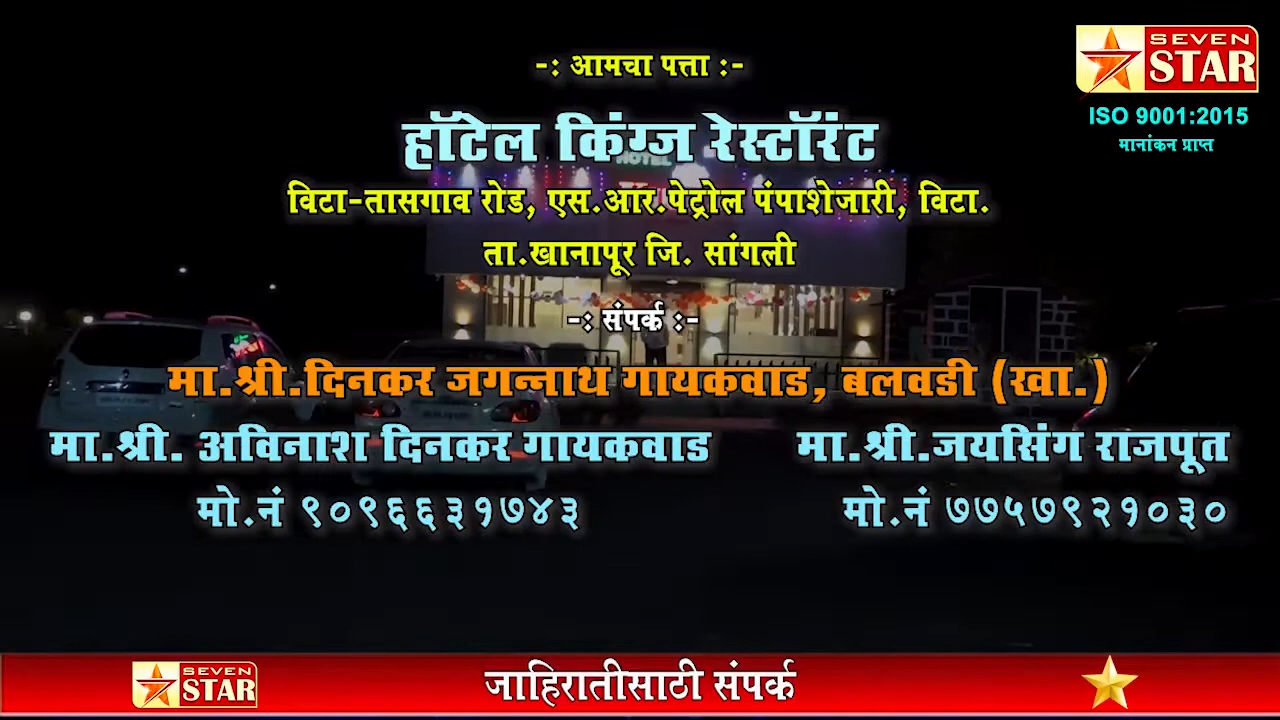 -: आमचा पत्ता :-
SEVEN
STAR
ISO 9001:2015
मानांकन प्राप्त
हॉटेल किंग्ज रेस्टॉरंट
HOTEL
विटा-तासगाव रोड, एस.आर.पेट्रोल पंपाशेजारी, विटा.
ता.खानापूर जि. सांगली
-: संपर्क :-
मा.श्री.दिनकर जगन्नाथ गायकवाड, बलवडी (खा.)
मा.श्री. अविनाश दिनकर गायकवाड
मा.श्री.जयसिंग राजपूत
मो.नं ९०९६६३१७४३
मो.नं ७७५७९२१०३०
SEVEN
STAR
जाहिरातीसाठी संपर्क